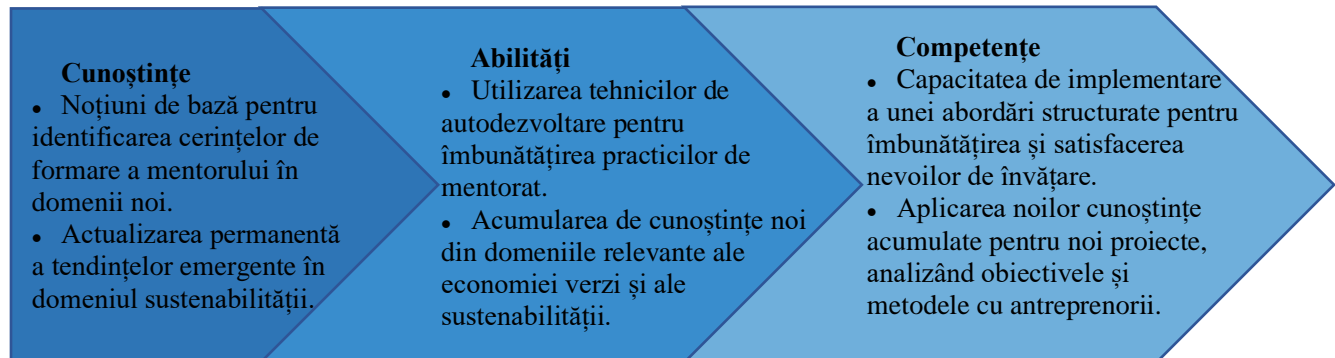 Cunoștințe
• Noțiuni de bază pentru
identificarea cerințelor de
formare a mentorului în
domenii noi.
• Actualizarea permanentă
a tendințelor emergente în
domeniul sustenabilității.
Abilități
• Utilizarea tehnicilor de
autodezvoltare pentru
îmbunătățirea practicilor de
mentorat.
• Acumularea de cunoștințe noi
din domeniile relevante ale
economiei verzi și ale
sustenabilității.
Competențe
• Capacitatea de implementare
a unei abordări structurate pentru
îmbunătățirea și satisfacerea
nevoilor de învățare.
• Aplicarea noilor cunoștințe
acumulate pentru noi proiecte,
analizând obiectivele și
metodele cu antreprenorii.